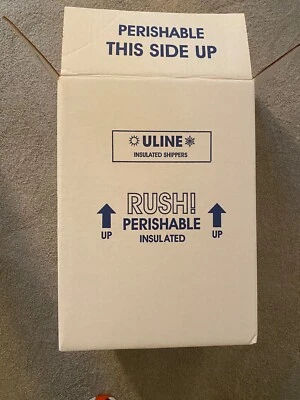 PERISHABLE
THIS SIDE UP
ULINE
INSULATED SHIPPERS
RUSH!
PERISHABLE
INSULATED
UP
UP